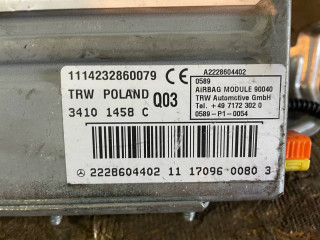 1114232860079 CE A2228604402
TRW POLAND Q03
3410 1458 C
0589
AIRBAG MODULE 90040
TRW Automotive GmbH
Tel. +49 7172 302 0
0589-P1-0054
2228604402 11 17096 0080 3